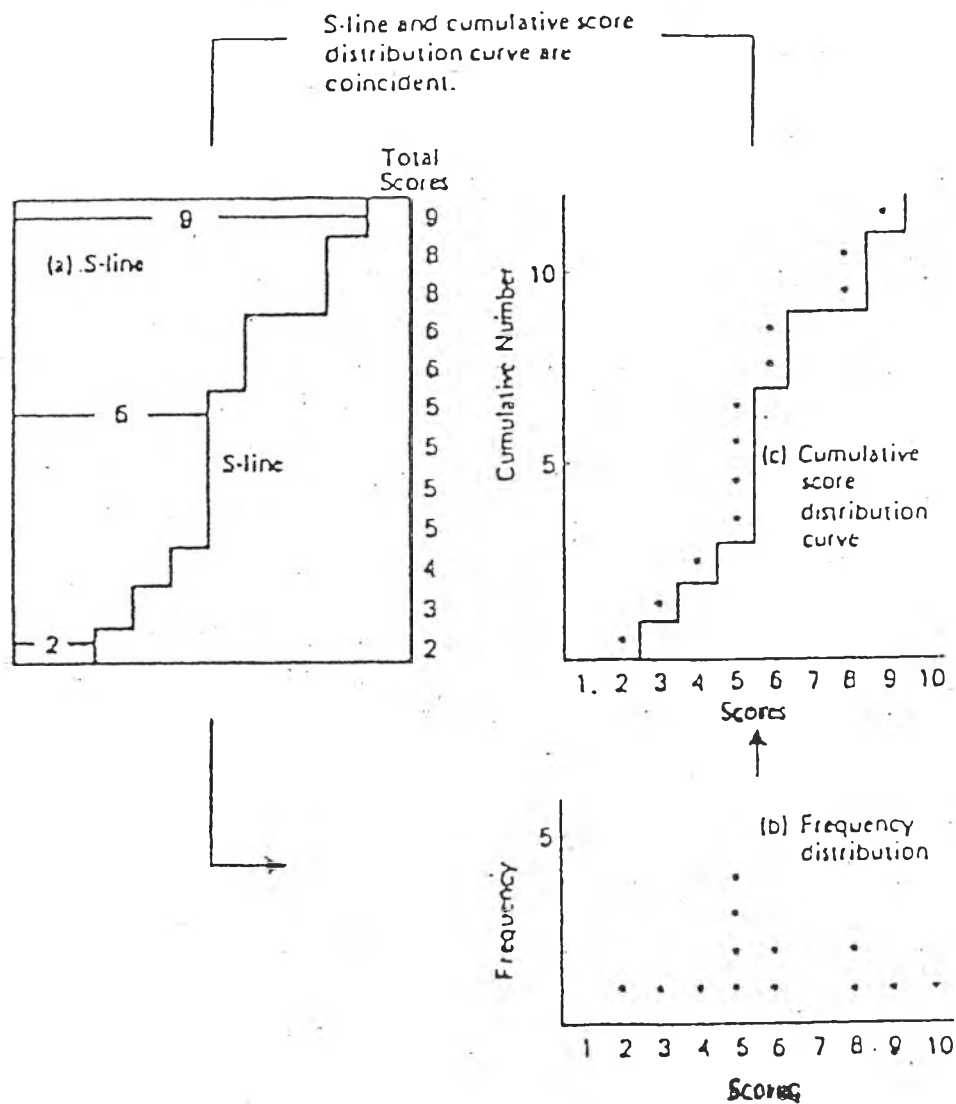 S-line and cumulative score
distribution curve are
coincident.
Total
Scores
9
(a) S-line
9
8
8
6
6
5
5
5
5
4
3
2
6
S-line
2
Cumulative Number
10
5
(c) Cumulative
score
distribution
curve
1. 2 3 4 5 6 7 8 9 10
Scores
Frequency
5
(b) Frequency
distribution
1 2 3 4 5 6 7 8 9 10
Scores